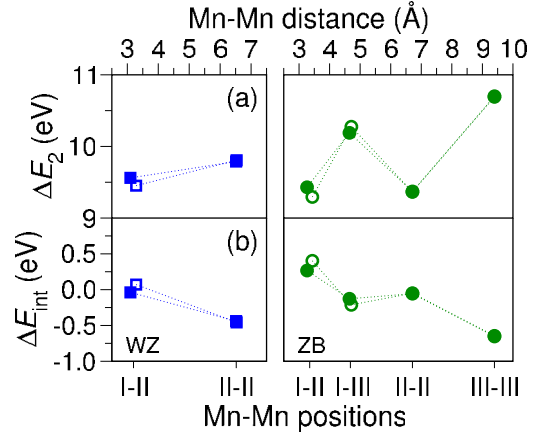 Mn-Mn distance (Å)
3 4 5 6 7 3 4 5 6 7 8 9 10
11
10
9
ΔE₂ (eV)
(a)
0.5
0.0
-0.5
-1.0
ΔE_int (eV)
(b)
WZ ZB
I-II II-II I-II I-III II-II III-III
Mn-Mn positions